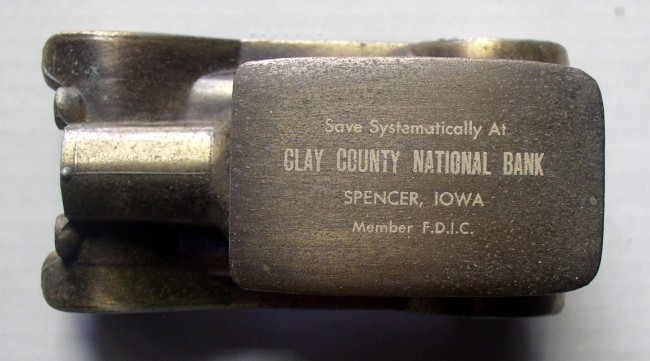 Save Systematically At
CLAY COUNTY NATIONAL BANK
SPENCER, IOWA
Member F.D.I.C.